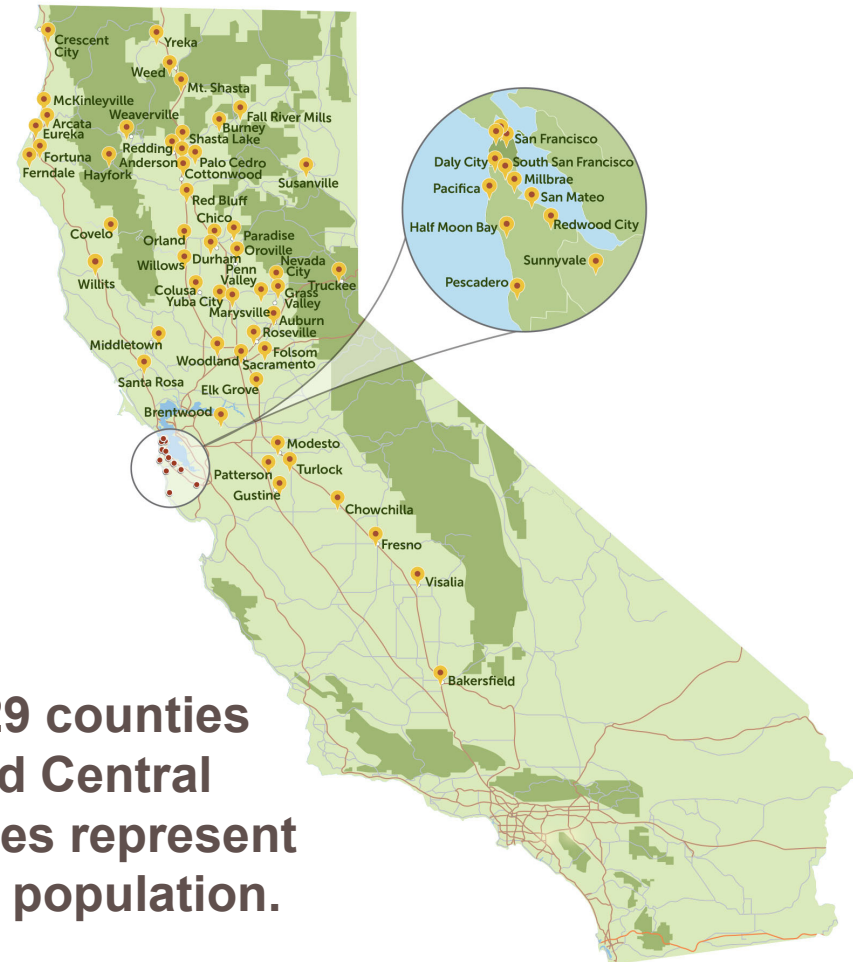 Crescent
City
Yreka
Weed
Mt. Shasta
McKinleyville
Arcata
Eureka
Fortuna
Ferndale
Weaverville
Hayfork
Burney
Fall River Mills
Shasta Lake
Redding
Anderson
Palo Cedro
Cottonwood
Susanville
Red Bluff
Chico
Covelo
Orland
Paradise
Durham
Oroville
Willows
Willits
Penn
Valley
Nevada
City
Truckee
Colusa
Yuba City
Grass
Valley
Marysville
Auburn
Roseville
Middletown
Woodland
Folsom
Sacramento
Santa Rosa
Elk Grove
Brentwood
San Francisco
Daly City
South San Francisco
Millbrae
Pacifica
San Mateo
Half Moon Bay
Redwood City
Sunnyvale
Pescadero
Modesto
Turlock
Patterson
Gustine
Chowchilla
Fresno
Visalia
Bakersfield
29 counties
d Central
es represent
population.